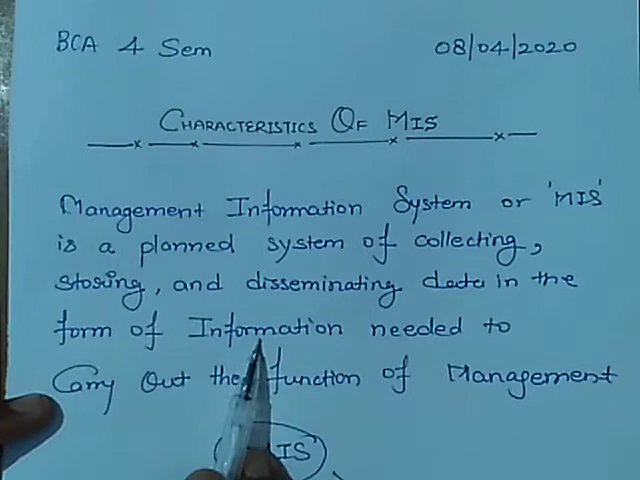 BCA 4 Sem 08/04/2020
CHARACTERISTICS OF MIS
Management Information System or 'MIS'
is a planned system of collecting,
storing, and disseminating data in the
form of Information needed to
Carry Out the function of Management
IS